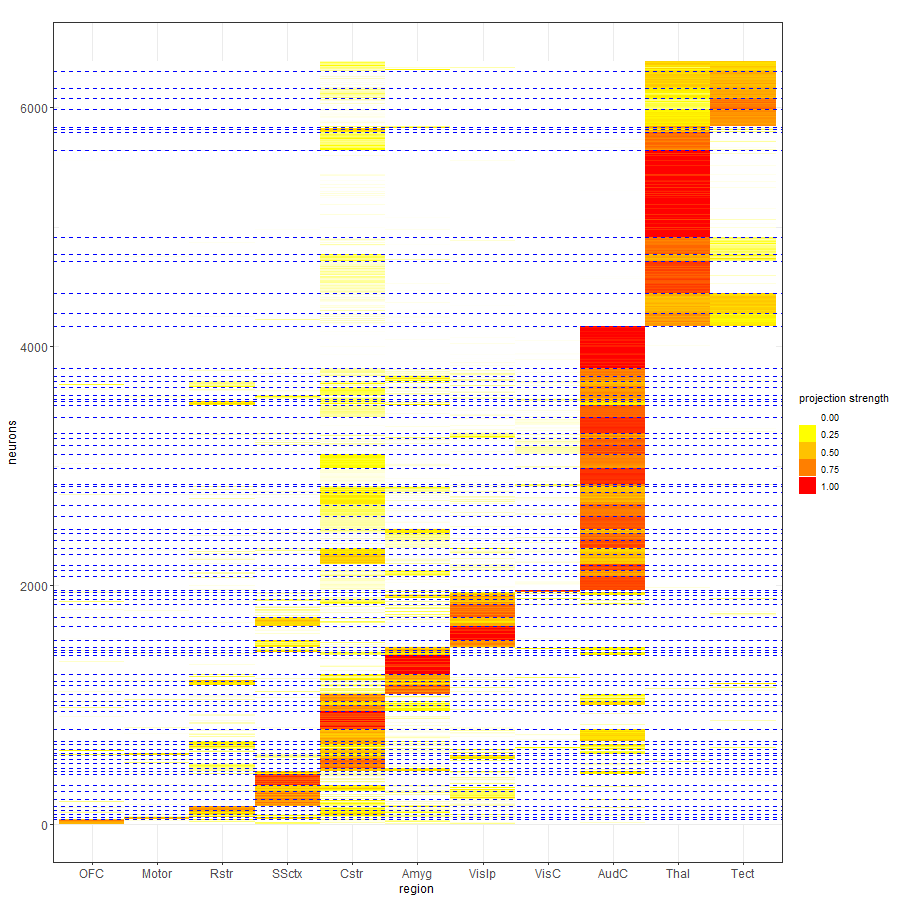 6000
4000
2000
0
neurons
OFC Motor Rstr SSctx Cstr Amyg VisIp VisC AudC Thal Tect
region
projection strength
0.00
0.25
0.50
0.75
1.00